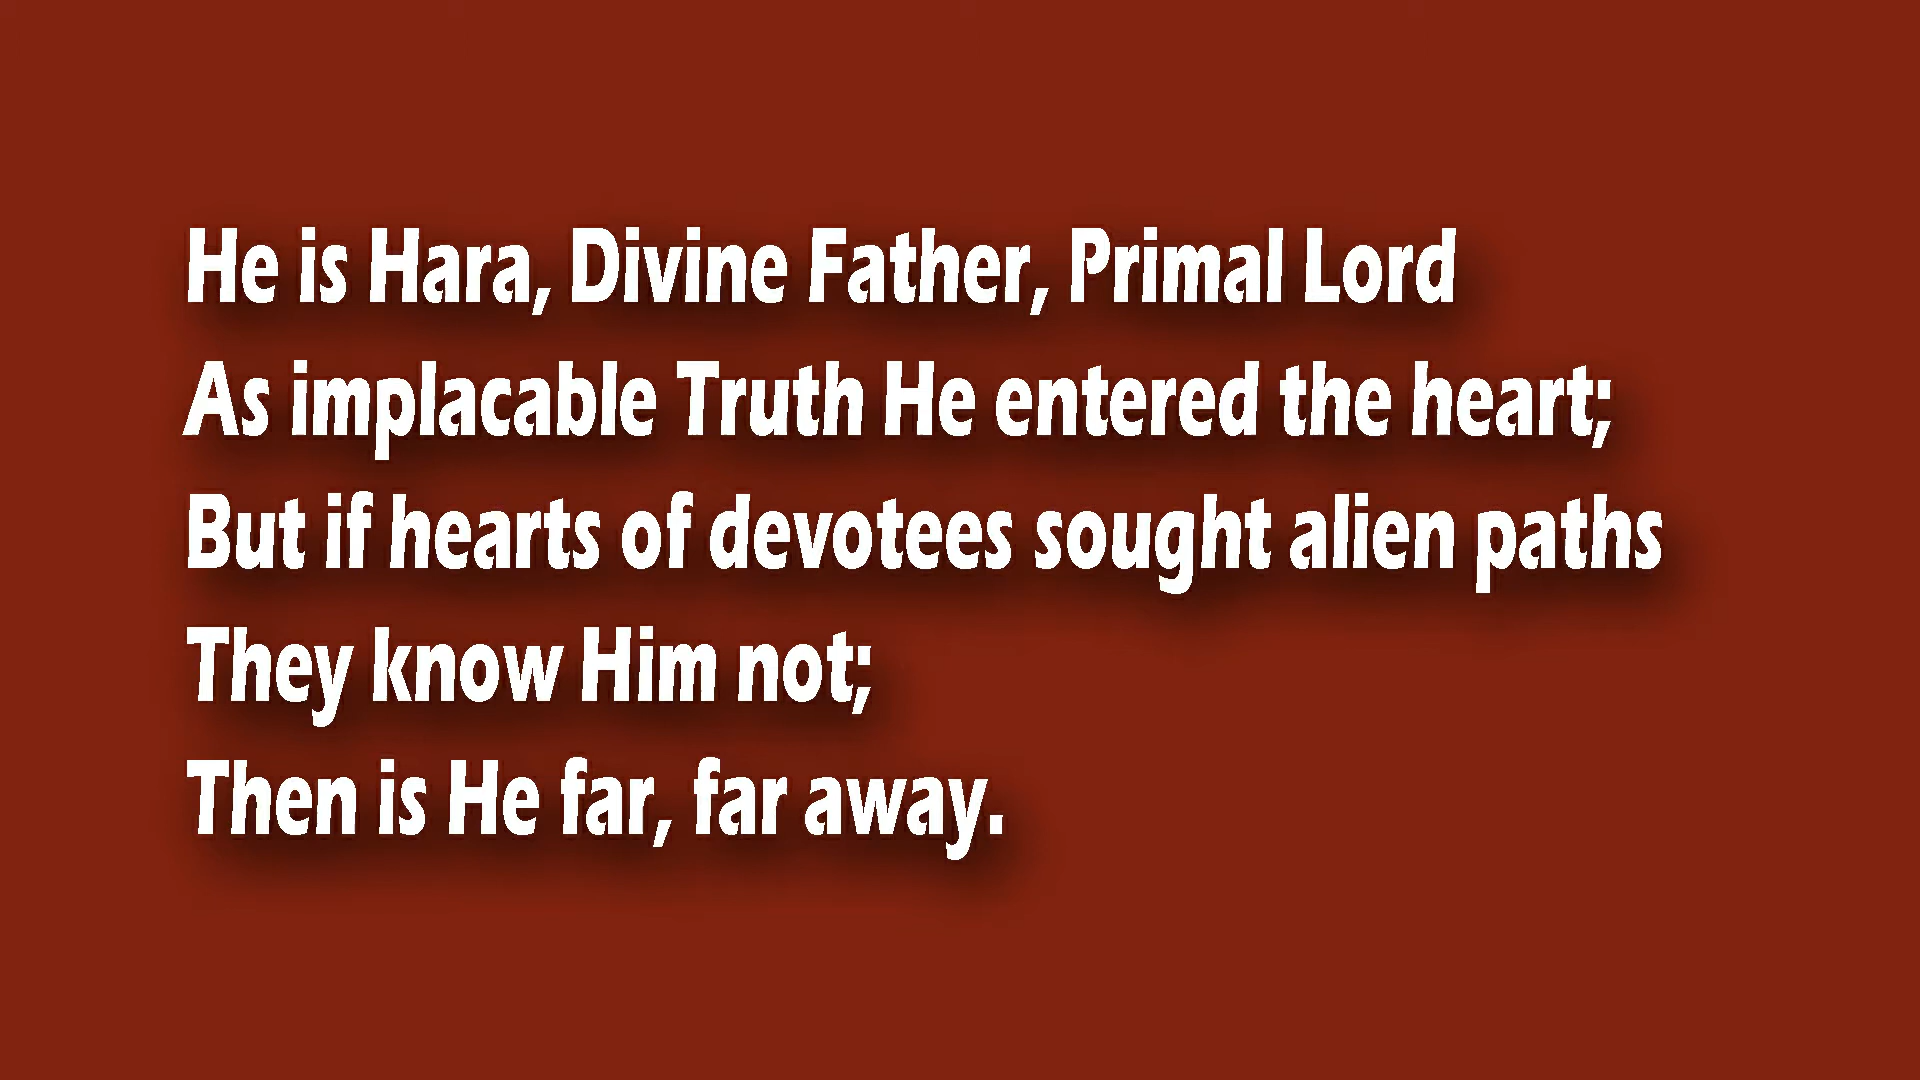 He is Hara, Divine Father, Primal Lord
As implacable Truth He entered the heart;
But if hearts of devotees sought alien paths
They know Him not;
Then is He far, far away.